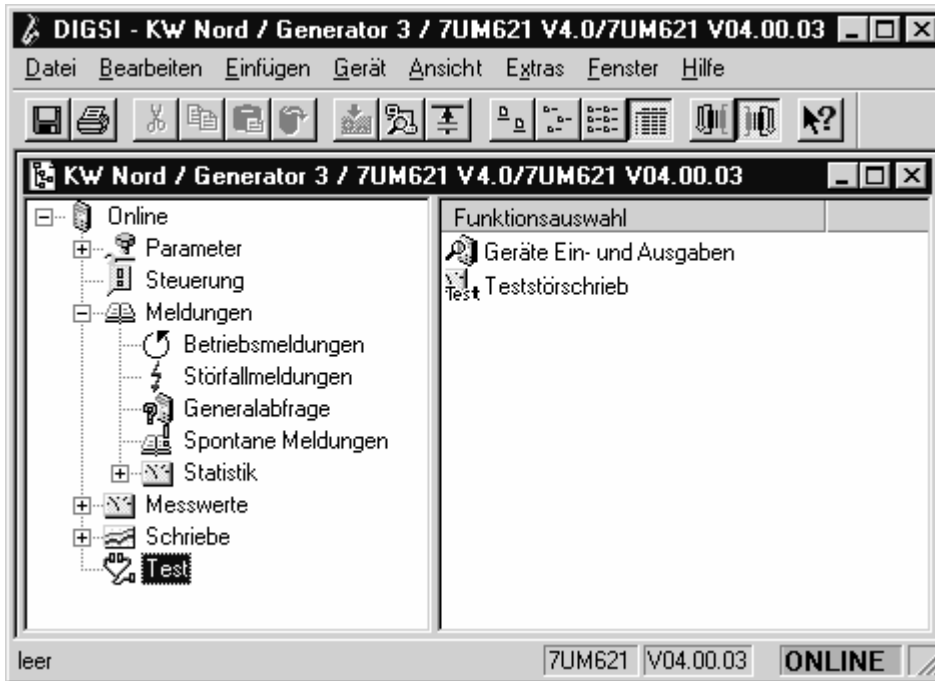 DIGSI - KW Nord / Generator 3 / 7UM621 V4.0/7UM621 V04.00.03
Datei Bearbeiten Einfügen Gerät Ansicht Extras Fenster Hilfe
KW Nord / Generator 3 / 7UM621 V4.0/7UM621 V04.00.03
Online
Parameter
Steuerung
Meldungen
Betriebsmeldungen
Störfallmeldungen
Generalabfrage
Spontane Meldungen
Statistik
Messwerte
Schriebe
Test
Funktionsauswahl
Geräte Ein- und Ausgaben
Test Teststörschrieb
leer
7UM621 V04.00.03 ONLINE